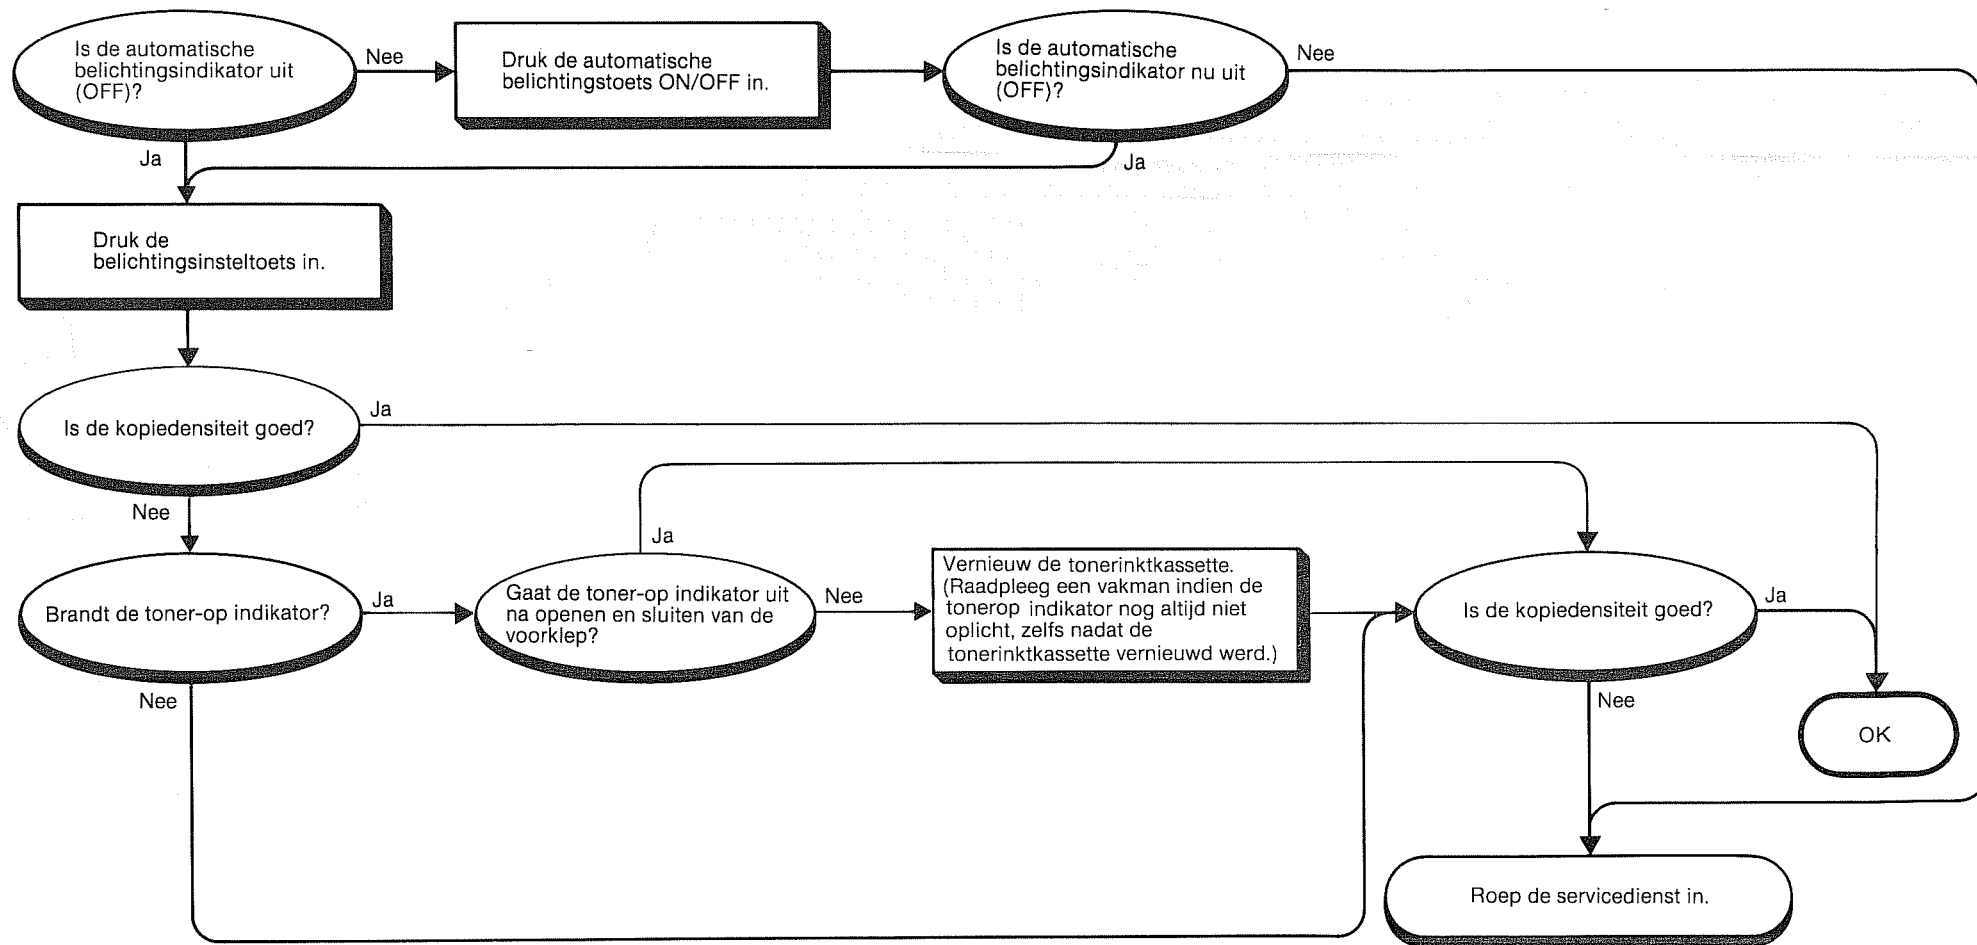 Is de automatische
belichtingsindikator uit
(OFF)?
Nee
Druk de automatische
belichtingstoets ON/OFF in.
Is de automatische
belichtingsindikator nu uit
(OFF)?
Nee
Ja
Ja
Druk de
belichtingsinsteltoets in.
Is de kopiedensiteit goed?
Ja
Nee
Brandt de toner-op indikator?
Ja
Gaat de toner-op indikator uit
na openen en sluiten van de
voorklep?
Ja
Nee
Vernieuw de tonerinktkassette.
(Raadpleeg een vakman indien de
tonerop indikator nog altijd niet
oplicht, zelfs nadat de
tonerinktkassette vernieuwd werd.)
Is de kopiedensiteit goed?
Ja
Nee
Nee
OK
Roep de servicedienst in.